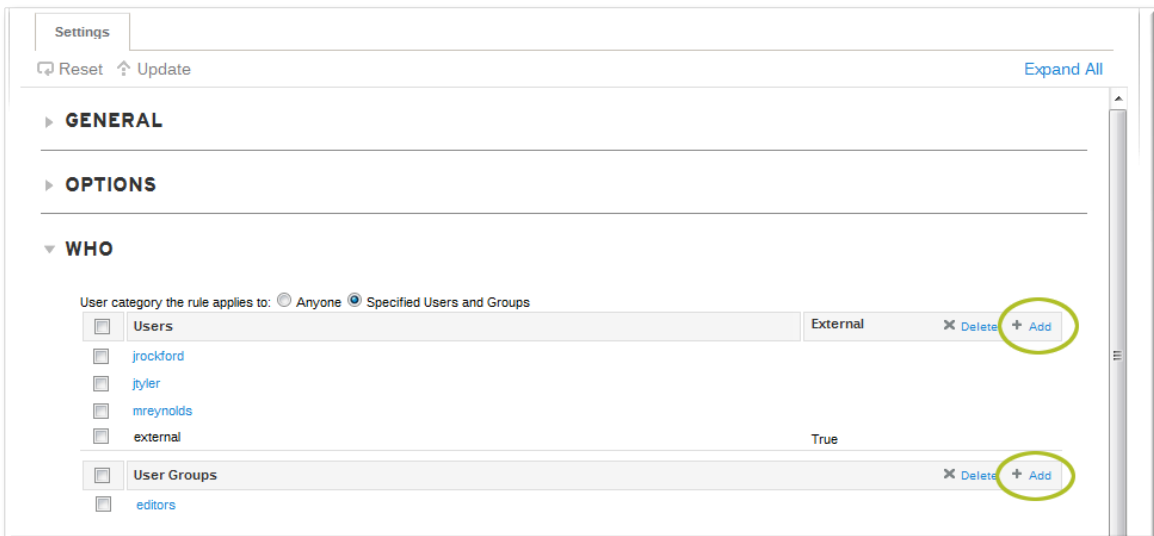 Settings
Reset Update Expand All
GENERAL
OPTIONS
WHO
User category the rule applies to: Anyone Specified Users and Groups
Users External Delete Add
jrockford
jtyler
mreynolds
external True
User Groups Delete Add
editors